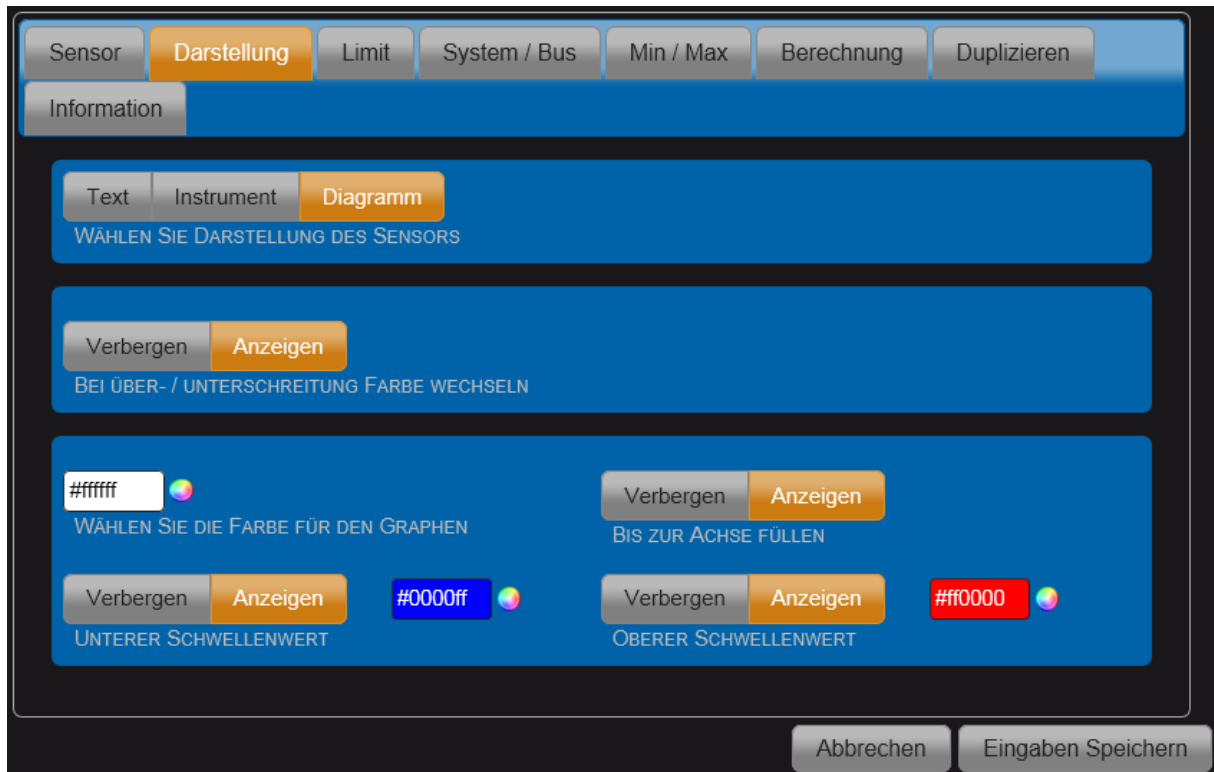 Sensor Darstellung Limit System / Bus Min / Max Berechnung Duplizieren
Information
Text Instrument Diagramm
WÄHLEN SIE DARSTELLUNG DES SENSORS
Verbergen Anzeigen
BEI ÜBER- / UNTERSCHREITUNG FARBE WECHSELN
#ffffff
WÄHLEN SIE DIE FARBE FÜR DEN GRAPHEN
Verbergen Anzeigen
BIS ZUR ACHSE FÜLLEN
Verbergen Anzeigen #0000ff
UNTERER SCHWELLENWERT
Verbergen Anzeigen #ff0000
OBERER SCHWELLENWERT
Abbrechen Eingaben Speichern